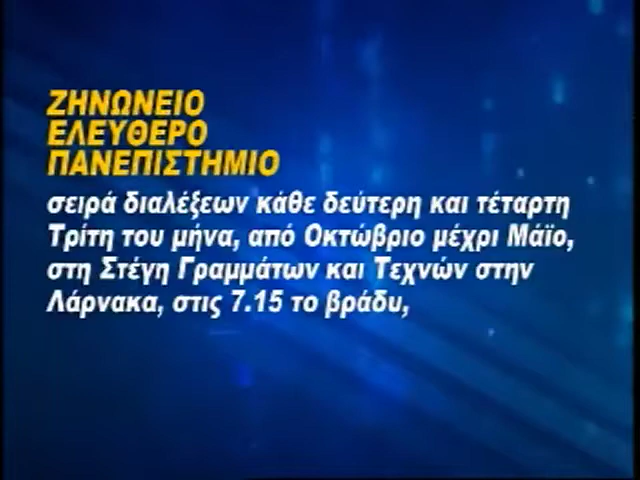 ΖΗΝΩΝΕΙΟ
ΕΛΕΥΘΕΡΟ
ΠΑΝΕΠΙΣΤΗΜΙΟ
σειρά διαλέξεων κάθε δεύτερη και τέταρτη
Τρίτη του μήνα, από Οκτώβριο μέχρι Μάϊο,
στη Στέγη Γραμμάτων και Τεχνών στην
Λάρνακα, στις 7.15 το βράδυ,